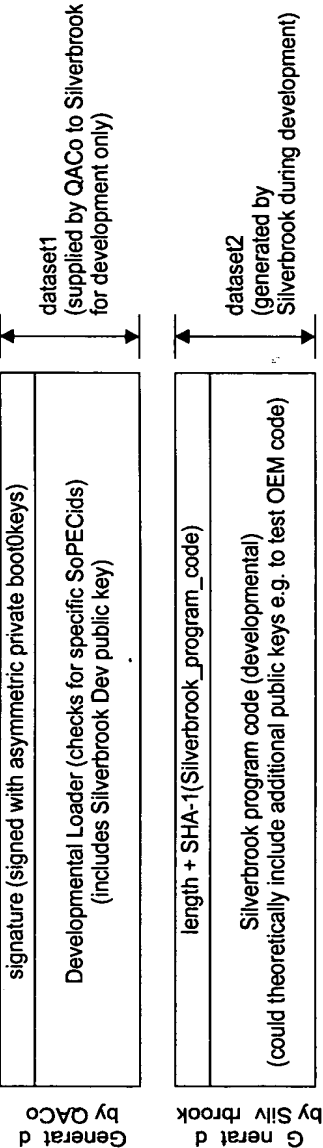 signature (signed with asymmetric private boot0keys)
Developmental Loader (checks for specific SoPECids)
(includes Silverbrook Dev public key)
Generat d
by QACo
dataset1
(supplied by QACo to Silverbrook
for development only)
length + SHA-1(Silverbrook_program_code)
Silverbrook program code (developmental)
(could theoretically include additional public keys e.g. to test OEM code)
G nerat d
by Silv rbrook
dataset2
(generated by
Silverbrook during development)